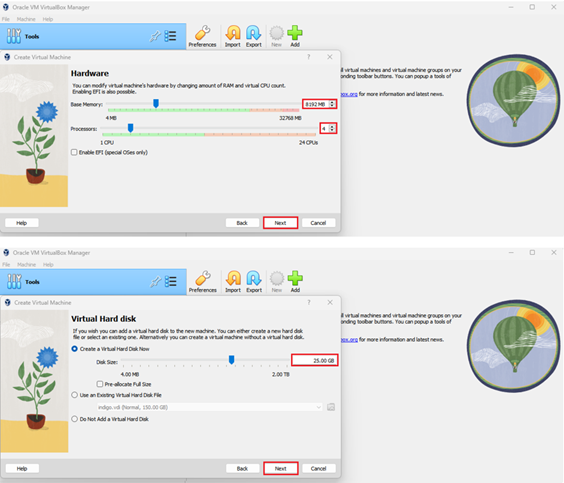 Oracle VM VirtualBox Manager
File Machine Help
Tools
Preferences Import Export New Add
Create Virtual Machine
Hardware
You can modify virtual machine's hardware by changing amount of RAM and virtual CPU count.
Enabling EFI is also possible.
Base Memory:
8192 MB
4 MB
32768 MB
Processors:
4
1 CPU
24 CPUs
Enable EFI (special OSes only)
Help
Back
Next
Cancel
all virtual machines and virtual machine groups on your
onding toolbar buttons. You can popup a tools of
box.org for more information and latest news.
Oracle VM VirtualBox Manager
File Machine Help
Tools
Preferences Import Export New Add
Create Virtual Machine
Virtual Hard disk
If you wish you can add a virtual hard disk to the new machine. You can either create a new hard disk
file or select an existing one. Alternatively you can create a virtual machine without a virtual hard disk.
Create a Virtual Hard Disk Now
Disk Size:
25.00 GB
4.00 MB
2.00 TB
Pre-allocate Full Size
Use an Existing Virtual Hard Disk File
indigo.vdi (Normal, 150.00 GB)
Do Not Add a Virtual Hard Disk
Help
Back
Next
Cancel
all virtual machines and virtual machine groups on your
onding toolbar buttons. You can popup a tools of
box.org for more information and latest news.